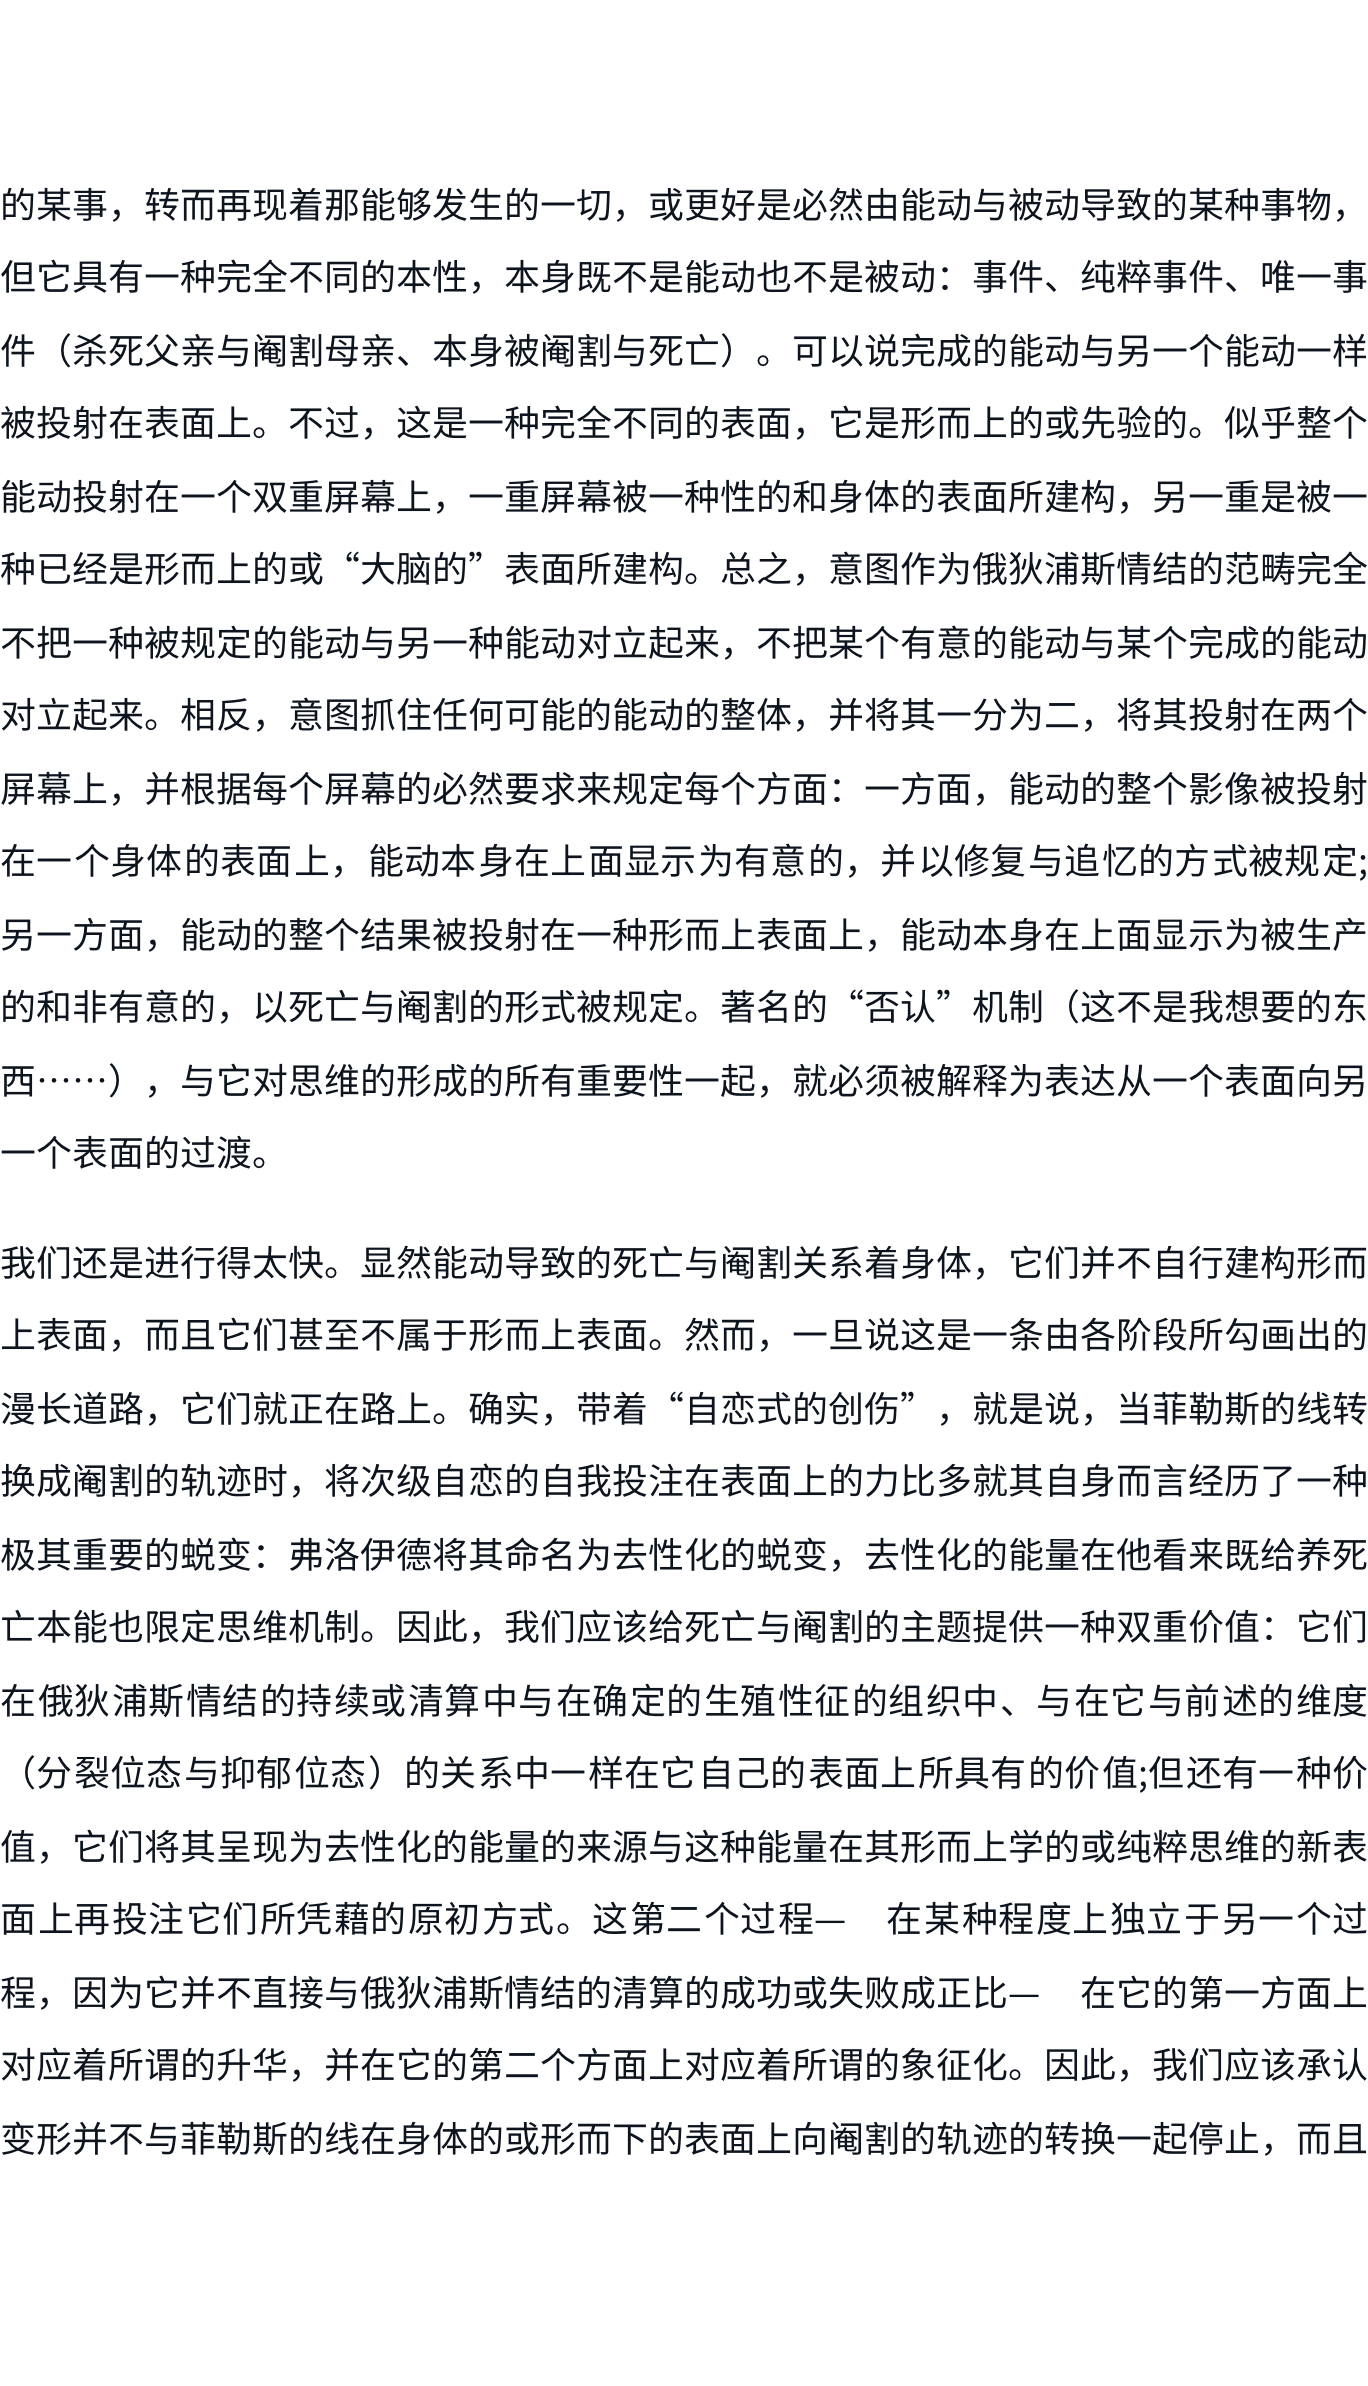 的某事，转而再现着那能够发生的一切，或更好是必然由能动与被动导致的某种事物，
但它具有一种完全不同的本性，本身既不是能动也不是被动：事件、纯粹事件、唯一事
件（杀死父亲与阉割母亲、本身被阉割与死亡）。可以说完成的能动与另一个能动一样
被投射在表面上。不过，这是一种完全不同的表面，它是形而上的或先验的。似乎整个
能动投射在一个双重屏幕上，一重屏幕被一种性的和身体的表面所建构，另一重是被一
种已经是形而上的或“大脑的”表面所建构。总之，意图作为俄狄浦斯情结的范畴完全
不把一种被规定的能动与另一种能动对立起来，不把某个有意的能动与某个完成的能动
对立起来。相反，意图抓住任何可能的能动的整体，并将其一分为二，将其投射在两个
屏幕上，并根据每个屏幕的必然要求来规定每个方面：一方面，能动的整个影像被投射
在一个身体的表面上，能动本身在上面显示为有意的，并以修复与追忆的方式被规定;
另一方面，能动的整个结果被投射在一种形而上表面上，能动本身在上面显示为被生产
的和非有意的，以死亡与阉割的形式被规定。著名的“否认”机制（这不是我想要的东
西……），与它对思维的形成的所有重要性一起，就必须被解释为表达从一个表面向另
一个表面的过渡。
我们还是进行得太快。显然能动导致的死亡与阉割关系着身体，它们并不自行建构形而
上表面，而且它们甚至不属于形而上表面。然而，一旦说这是一条由各阶段所勾画出的
漫长道路，它们就正在路上。确实，带着“自恋式的创伤”，就是说，当菲勒斯的线转
换成阉割的轨迹时，将次级自恋的自我投注在表面上的力比多就其自身而言经历了一种
极其重要的蜕变：弗洛伊德将其命名为去性化的蜕变，去性化的能量在他看来既给养死
亡本能也限定思维机制。因此，我们应该给死亡与阉割的主题提供一种双重价值：它们
在俄狄浦斯情结的持续或清算中与在确定的生殖性征的组织中、与在它与前述的维度
（分裂位态与抑郁位态）的关系中一样在它自己的表面上所具有的价值;但还有一种价
值，它们将其呈现为去性化的能量的来源与这种能量在其形而上学的或纯粹思维的新表
面上再投注它们所凭藉的原初方式。这第二个过程—　在某种程度上独立于另一个过
程，因为它并不直接与俄狄浦斯情结的清算的成功或失败成正比—　在它的第一方面上
对应着所谓的升华，并在它的第二个方面上对应着所谓的象征化。因此，我们应该承认
变形并不与菲勒斯的线在身体的或形而下的表面上向阉割的轨迹的转换一起停止，而且